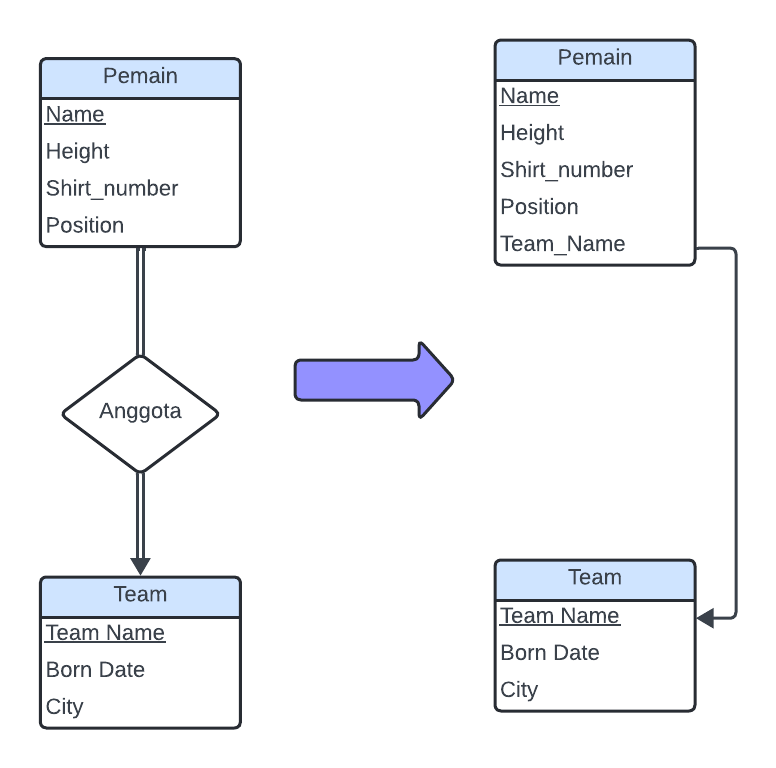 Pemain
Name
Height
Shirt_number
Position
Anggota
Team
Team Name
Born Date
City
Pemain
Name
Height
Shirt_number
Position
Team_Name
Team
Team Name
Born Date
City